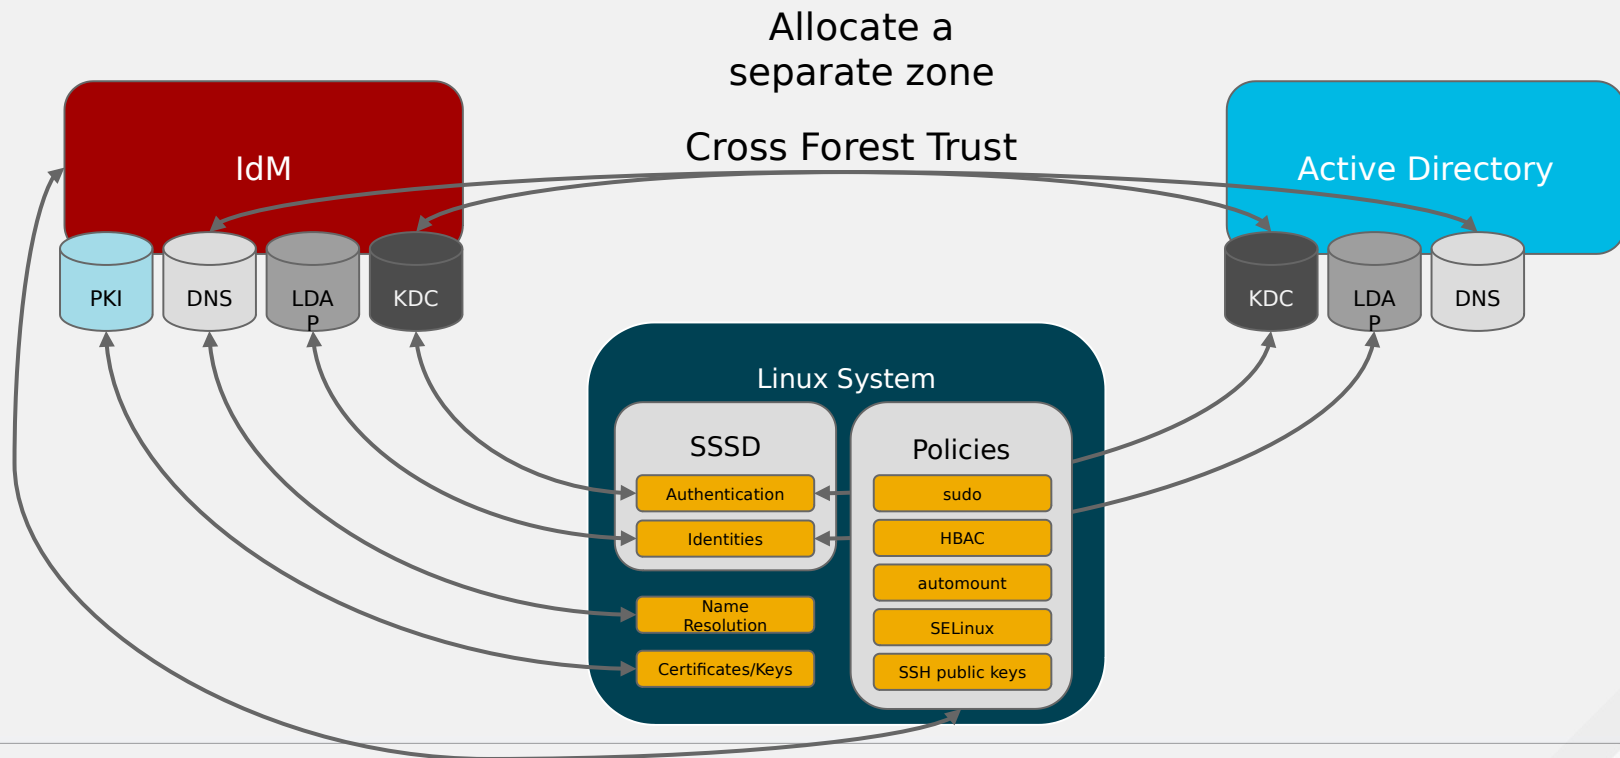 Allocate a
separate zone
Cross Forest Trust
IdM
Active Directory
PKI
DNS
LDA
P
KDC
KDC
LDA
P
DNS
Linux System
SSSD
Authentication
Identities
Name
Resolution
Certificates/Keys
Policies
sudo
HBAC
automount
SELinux
SSH public keys